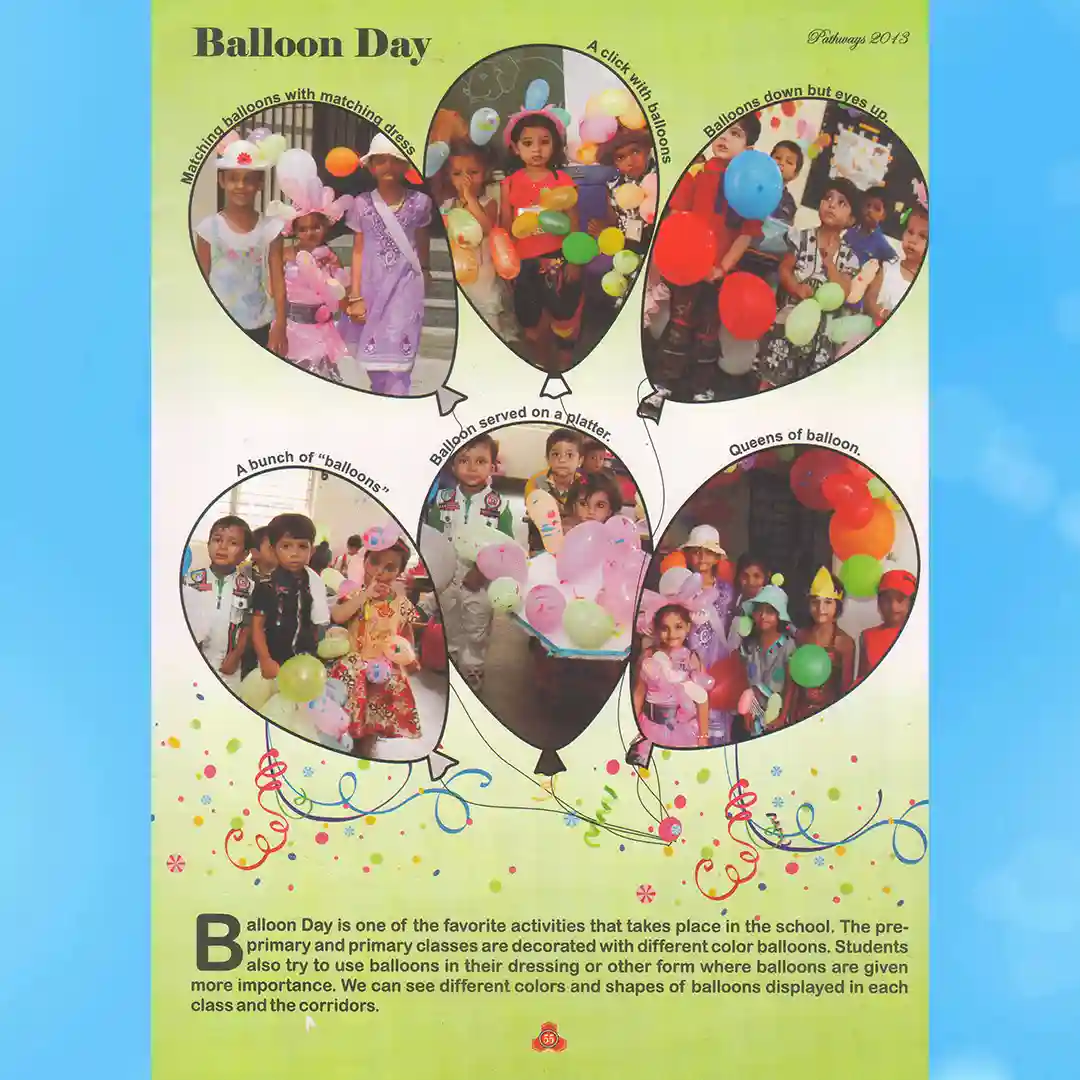 Balloon Day
Pathways 2013
Matching balloons with matching dress
A click with balloons
Balloons down but eyes up.
A bunch of “balloons”
Balloon served on a platter.
Queens of balloon.
Balloon Day is one of the favorite activities that takes place in the school. The pre-
primary and primary classes are decorated with different color balloons. Students
also try to use balloons in their dressing or other form where balloons are given
more importance. We can see different colors and shapes of balloons displayed in each
class and the corridors.
55